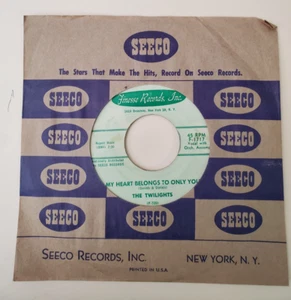 SEECO
The Stars That Make The Hits, Record On Seeco Records.
SEECO SEECO
Finesse Records, Inc.
45 RPM
F-1717
SEECO SEECO
MY HEART BELONGS TO ONLY YOU
THE TWILIGHTS
SEECO SEECO
SEECO SEECO SEECO
SEECO RECORDS, INC. NEW YORK, N. Y.
PRINTED IN U.S.A.